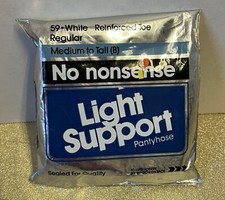 59-White Reinforced Toe
Regular
Medium to Tall (B)
No nonsense
Light
Support
Pantyhose
Sealed For Quality